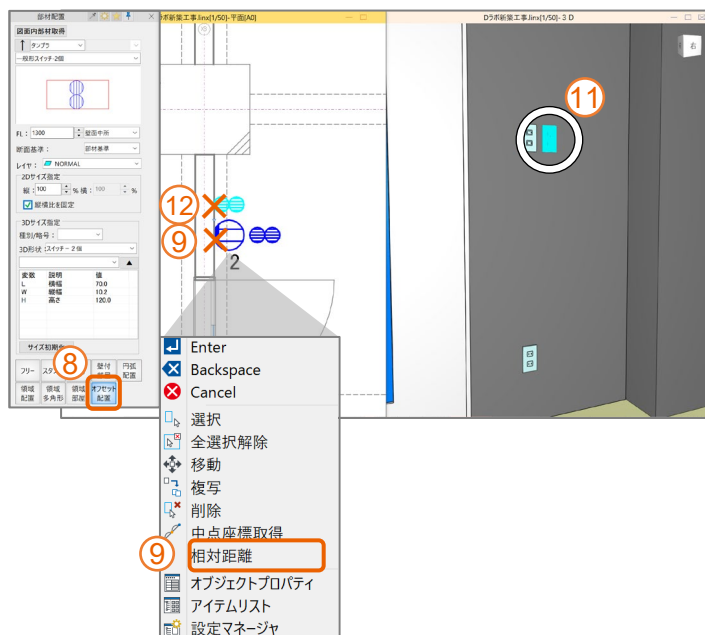 部材配置
図面内部材取得
タンプラ
一般形スイッチ-2個
FL：1300
壁面中所
断面基準：
部材基準
レイヤ：
NORMAL
2Dサイズ指定
縦：100 % 横：100 %
縦横比を固定
3Dサイズ指定
種別/略号：
3D形状：スイッチ－2個
変数 説明 値
L 横幅 70.0
W 縦幅 10.2
H 高さ 120.0
サイズ初期
8
フリー
壁付
円弧
配置
領域
配置
領域
多角形
領域
部屋
オフセット
配置
ラボ新築工事.linx[1/50]-平面[A0]
X3
12
9
2
Dラボ新築工事.linx[1/50]-3 D
右
11
Enter
Backspace
Cancel
選択
全選択解除
移動
複写
削除
中点座標取得
9
相対距離
オブジェクトプロパティ
アイテムリスト
設定マネージャ